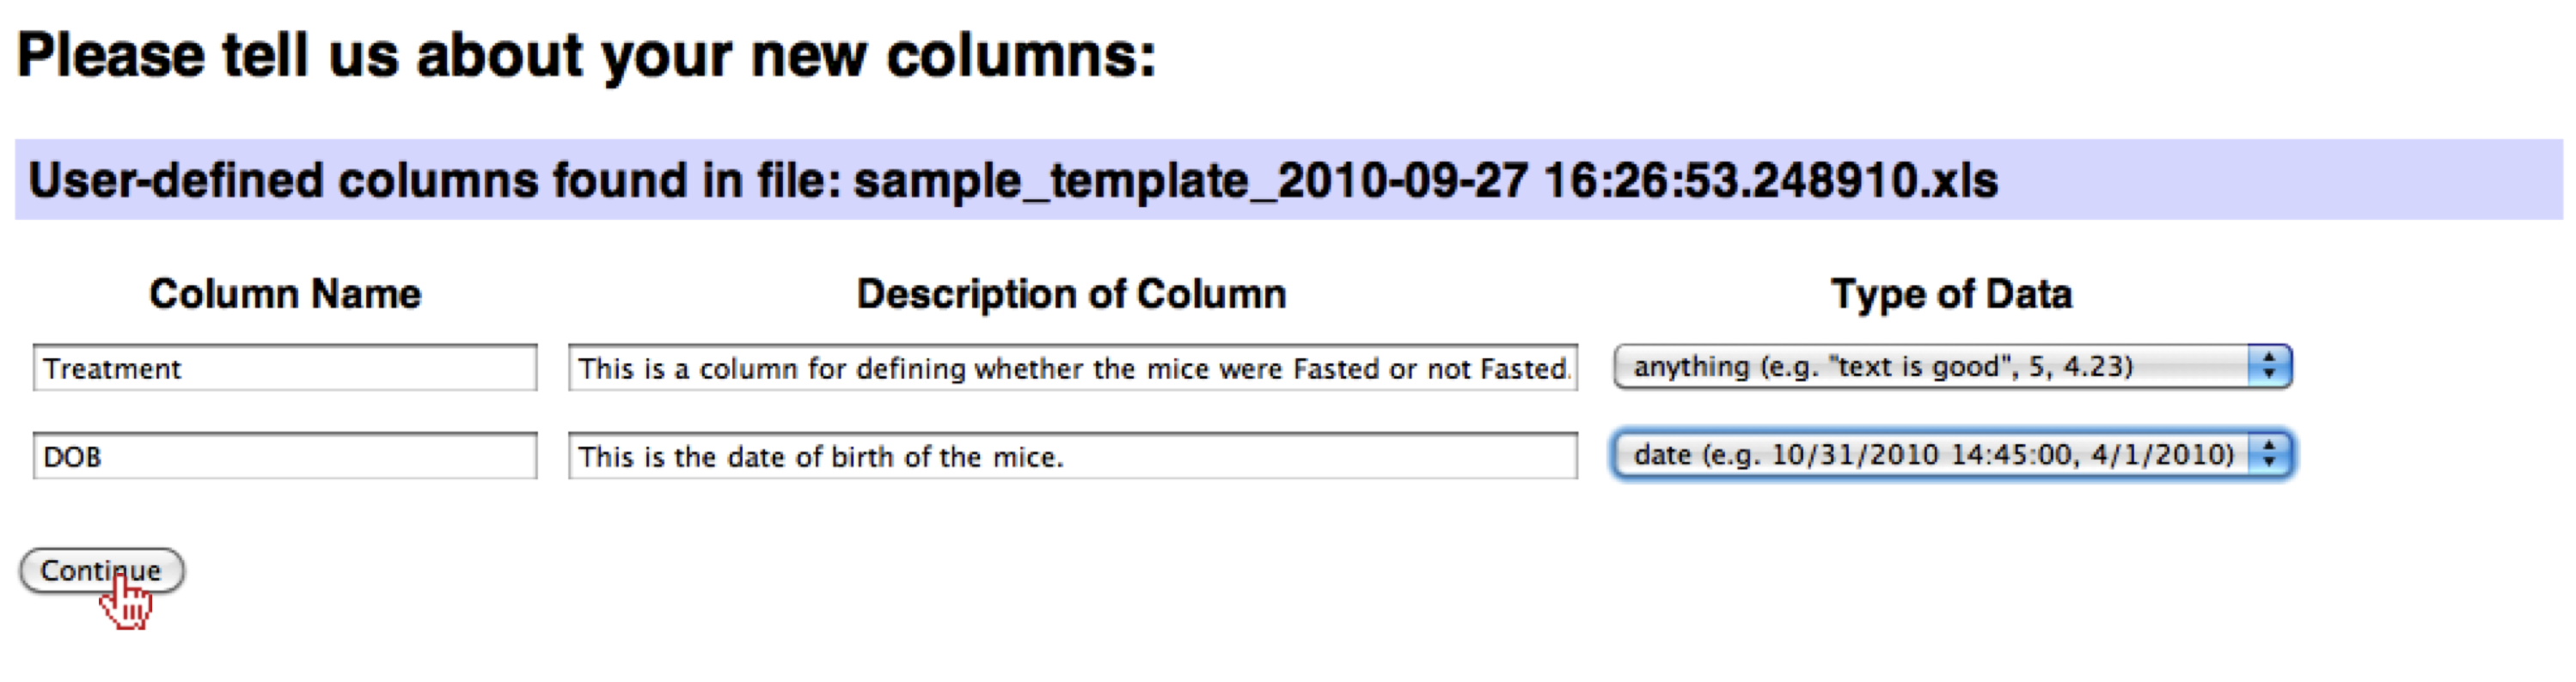 Please tell us about your new columns:
User-defined columns found in file: sample_template_2010-09-27 16:26:53.248910.xls
Column Name Description of Column Type of Data
Treatment This is a column for defining whether the mice were Fasted or not Fasted. anything (e.g. "text is good", 5, 4.23)
DOB This is the date of birth of the mice. date (e.g. 10/31/2010 14:45:00, 4/1/2010)
Continue